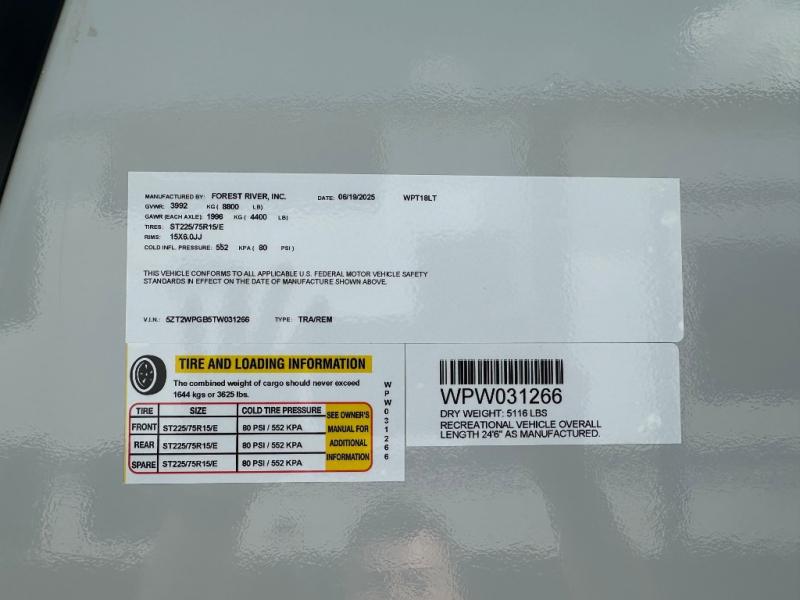 MANUFACTURED BY: FOREST RIVER, INC. DATE: 06/19/2025 WPT18LT
GVWR: 3992 KG ( 8800 LB)
GAWR (EACH AXLE): 1996 KG ( 4400 LB)
TIRES: ST225/75R15/E
RIMS: 15X6.0JJ
COLD INFL. PRESSURE: 552 KPA ( 80 PSI )
THIS VEHICLE CONFORMS TO ALL APPLICABLE U.S. FEDERAL MOTOR VEHICLE SAFETY
STANDARDS IN EFFECT ON THE DATE OF MANUFACTURE SHOWN ABOVE.
V.I.N.: 5ZT2WPGB5TW031266 TYPE: TRA/REM
TIRE AND LOADING INFORMATION
The combined weight of cargo should never exceed
1644 kgs or 3625 lbs.
TIRE SIZE COLD TIRE PRESSURE
FRONT ST225/75R15/E 80 PSI / 552 KPA
REAR ST225/75R15/E 80 PSI / 552 KPA
SPARE ST225/75R15/E 80 PSI / 552 KPA
SEE OWNER'S
MANUAL FOR
ADDITIONAL
INFORMATION
WPW031266
WPW031266
DRY WEIGHT: 5116 LBS
RECREATIONAL VEHICLE OVERALL
LENGTH 24'6" AS MANUFACTURED.